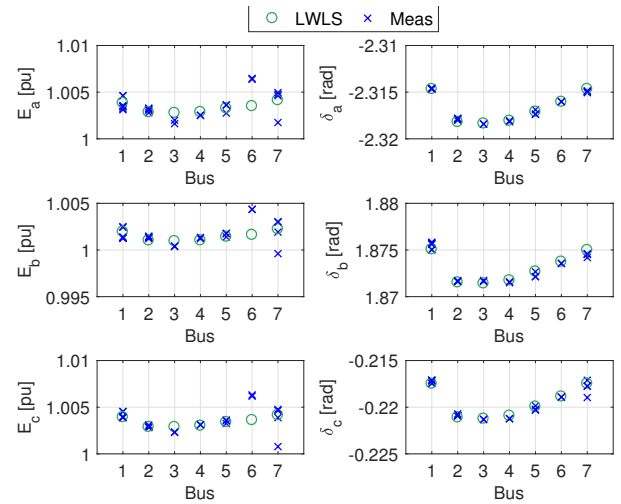 LWLS Meas
E_a [pu]
1.01
1.005
1
1 2 3 4 5 6 7
Bus
δ_a [rad]
-2.31
-2.315
-2.32
1 2 3 4 5 6 7
Bus
E_b [pu]
1.005
1
0.995
1 2 3 4 5 6 7
Bus
δ_b [rad]
1.88
1.875
1.87
1 2 3 4 5 6 7
Bus
E_c [pu]
1.01
1.005
1
1 2 3 4 5 6 7
Bus
δ_c [rad]
-0.215
-0.22
-0.225
1 2 3 4 5 6 7
Bus